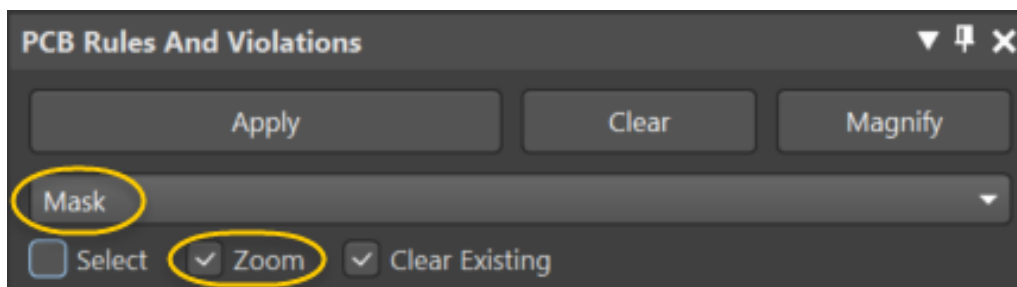 PCB Rules And Violations
Apply Clear Magnify
Mask
Select Zoom Clear Existing